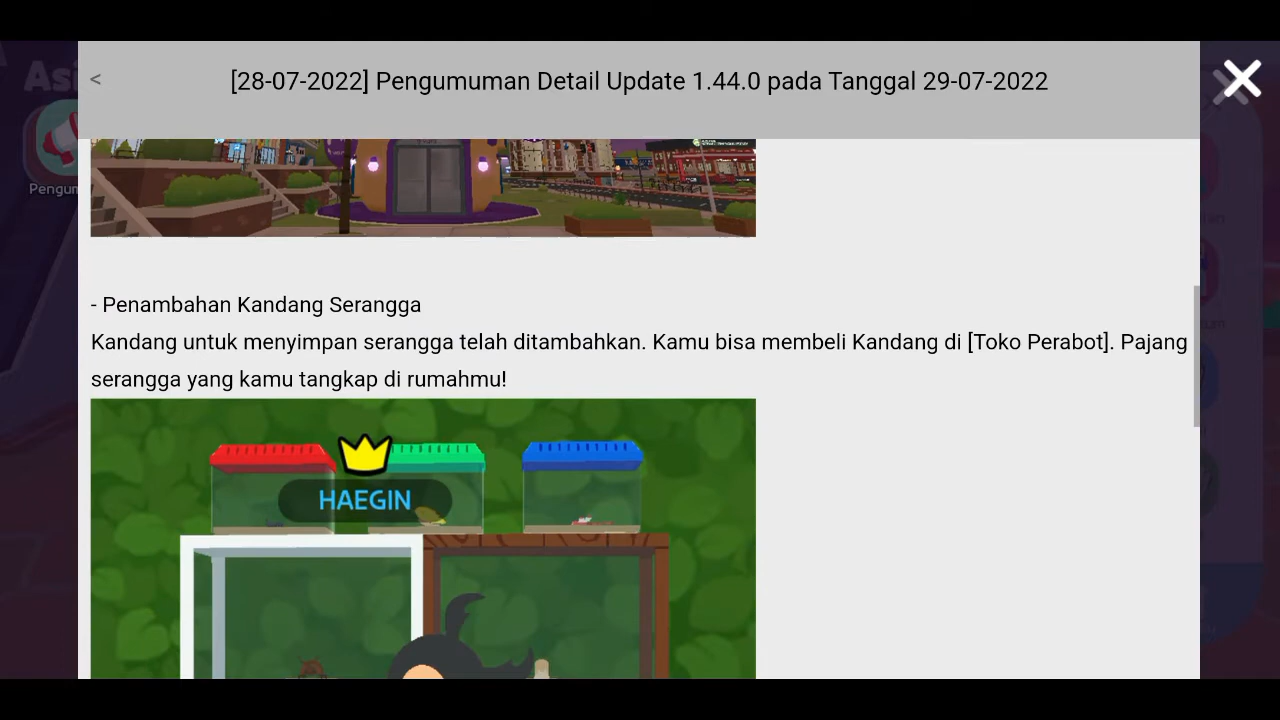 Asi
<
[28-07-2022] Pengumuman Detail Update 1.44.0 pada Tanggal 29-07-2022
Pengum
- Penambahan Kandang Serangga
Kandang untuk menyimpan serangga telah ditambahkan. Kamu bisa membeli Kandang di [Toko Perabot]. Pajang
serangga yang kamu tangkap di rumahmu!
HAEGIN